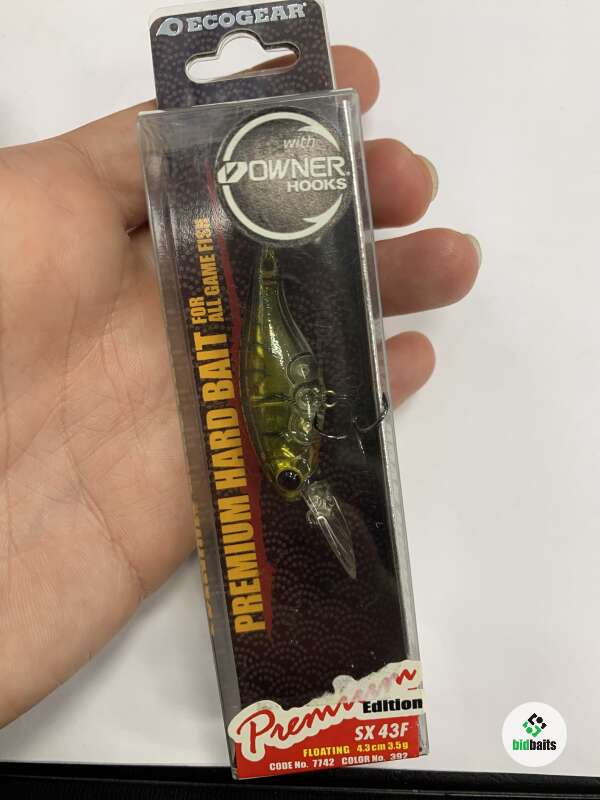 ECOGEAR
with
OWNER
HOOKS
PREMIUM HARD BAIT FOR
ALL GAME FISH
Premium
Edition
SX 43F
FLOATING 4.3cm 3.5g
CODE No. 7742 COLOR No. 392
bidbaits